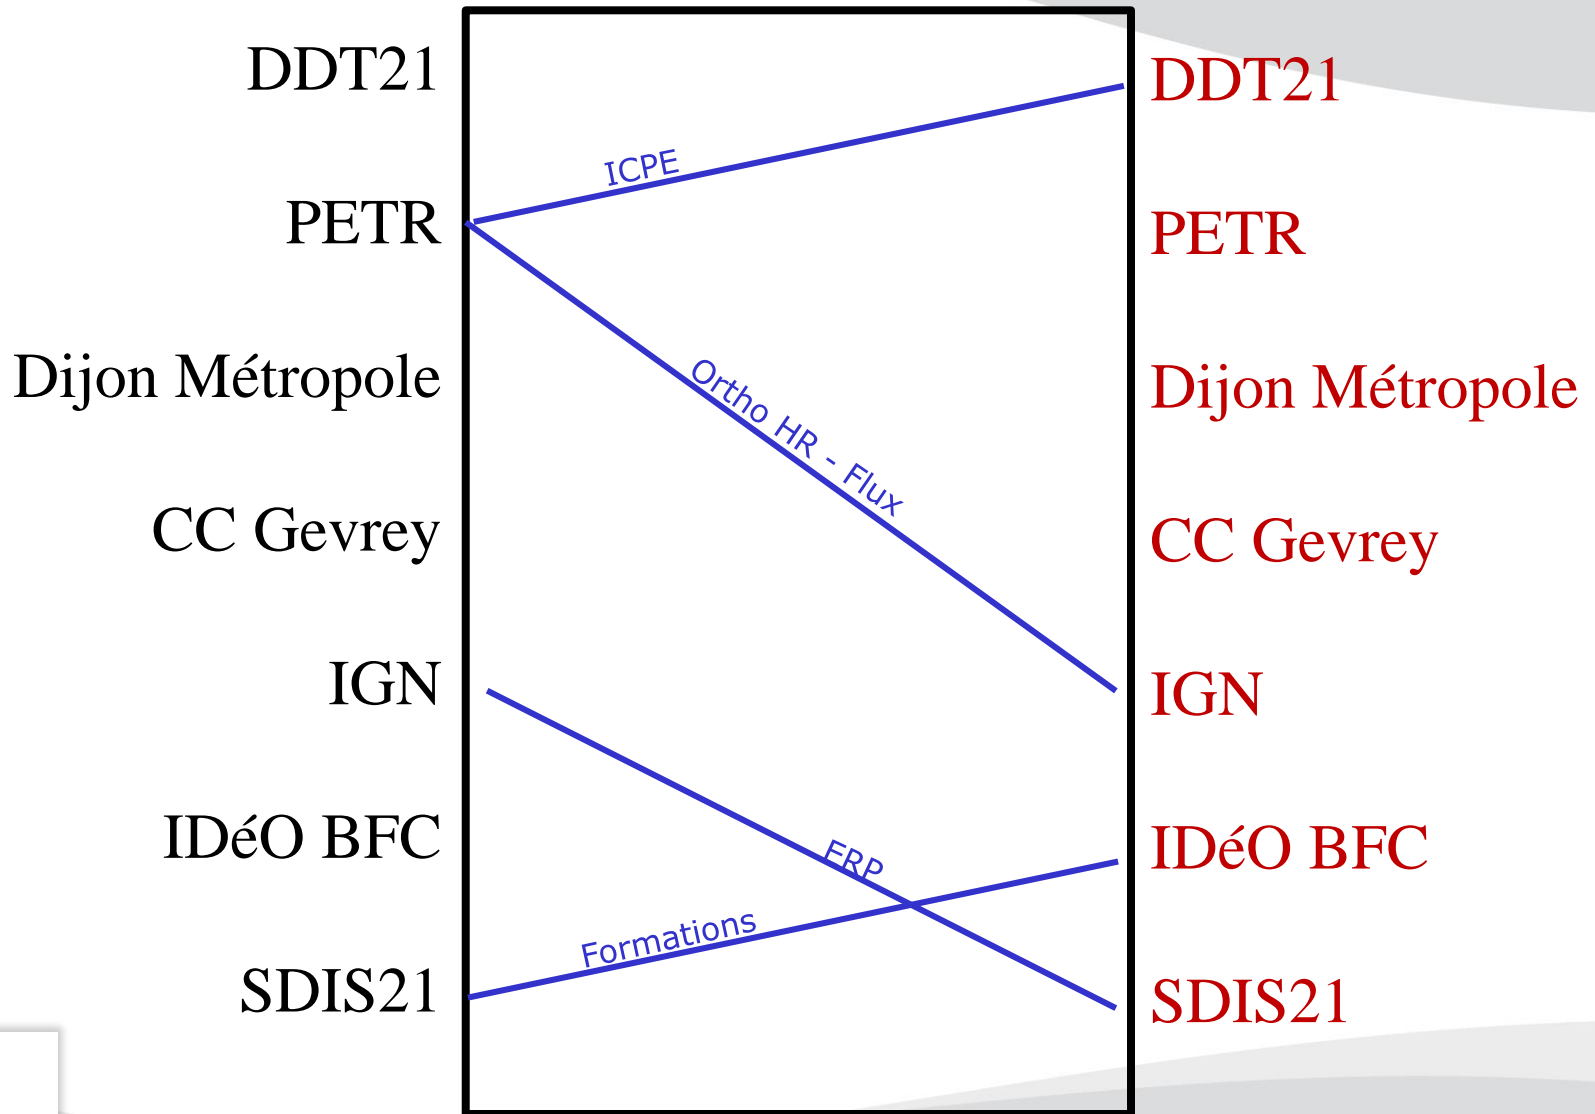 DDT21
PETR
Dijon Métropole
CC Gevrey
IGN
IDéO BFC
SDIS21
ICPE
Ortho HR - Flux
ERP
Formations
DDT21
PETR
Dijon Métropole
CC Gevrey
IGN
IDéO BFC
SDIS21